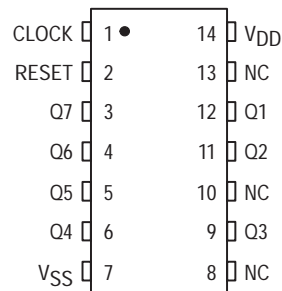 CLOCK 1 14 VDD
RESET 2 13 NC
Q7 3 12 Q1
Q6 4 11 Q2
Q5 5 10 NC
Q4 6 9 Q3
VSS 7 8 NC